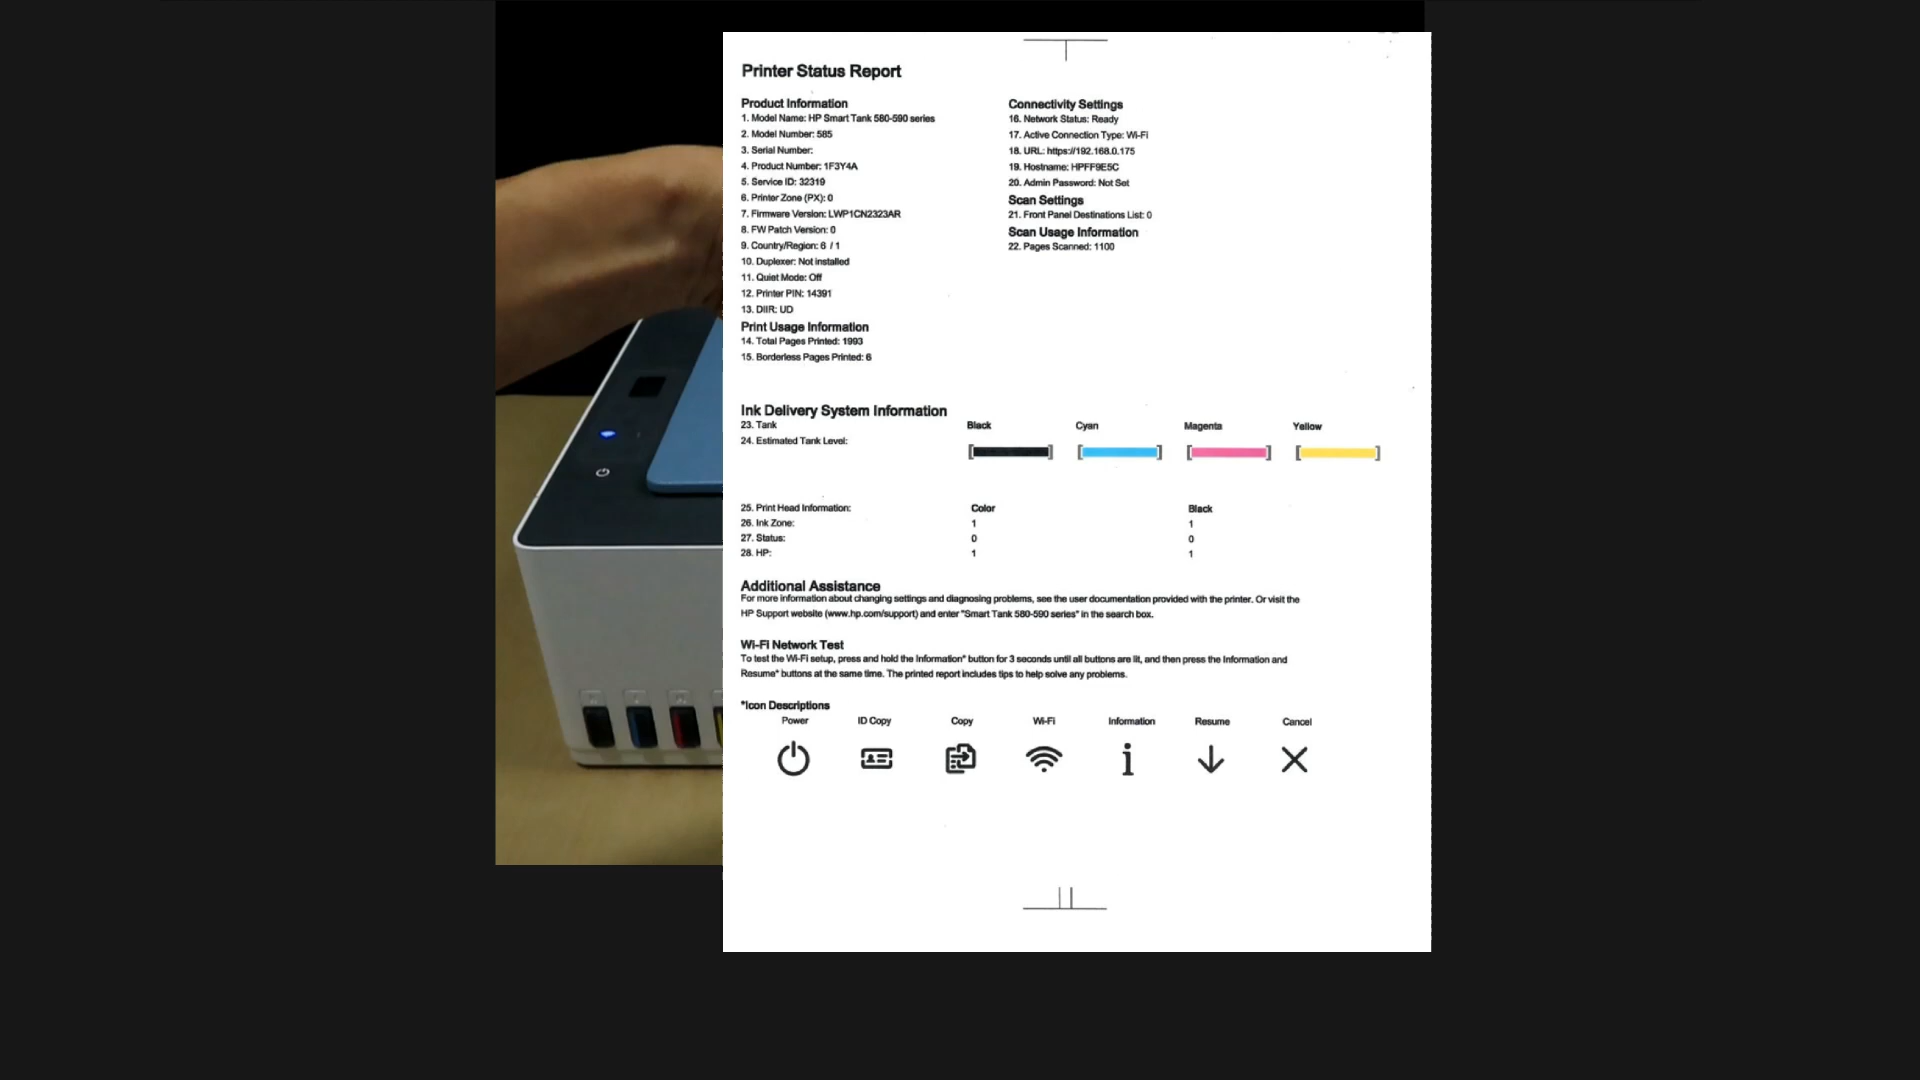 Printer Status Report
Product Information
1. Model Name: HP Smart Tank 580-590 series
2. Model Number: 585
3. Serial Number:
4. Product Number: 1F3Y4A
5. Service ID: 32319
6. Printer Zone (PX): 0
7. Firmware Version: LWP1CN2323AR
8. FW Patch Version: 0
9. Country/Region: 6 / 1
10. Duplexer: Not installed
11. Quiet Mode: Off
12. Printer PIN: 14391
13. DIIR: UD
Print Usage Information
14. Total Pages Printed: 1993
15. Borderless Pages Printed: 6
Connectivity Settings
16. Network Status: Ready
17. Active Connection Type: Wi-Fi
18. URL: https://192.168.0.175
19. Hostname: HPFF9E5C
20. Admin Password: Not Set
Scan Settings
21. Front Panel Destinations List: 0
Scan Usage Information
22. Pages Scanned: 1100
Ink Delivery System Information
23. Tank Black Cyan Magenta Yellow
24. Estimated Tank Level:
25. Print Head Information: Color Black
26. Ink Zone: 1 1
27. Status: 0 0
28. HP: 1 1
Additional Assistance
For more information about changing settings and diagnosing problems, see the user documentation provided with the printer. Or visit the
HP Support website (www.hp.com/support) and enter "Smart Tank 580-590 series" in the search box.
Wi-Fi Network Test
To test the Wi-Fi setup, press and hold the Information* button for 3 seconds until all buttons are lit, and then press the Information and
Resume* buttons at the same time. The printed report includes tips to help solve any problems.
*Icon Descriptions
Power ID Copy Copy Wi-Fi Information Resume Cancel